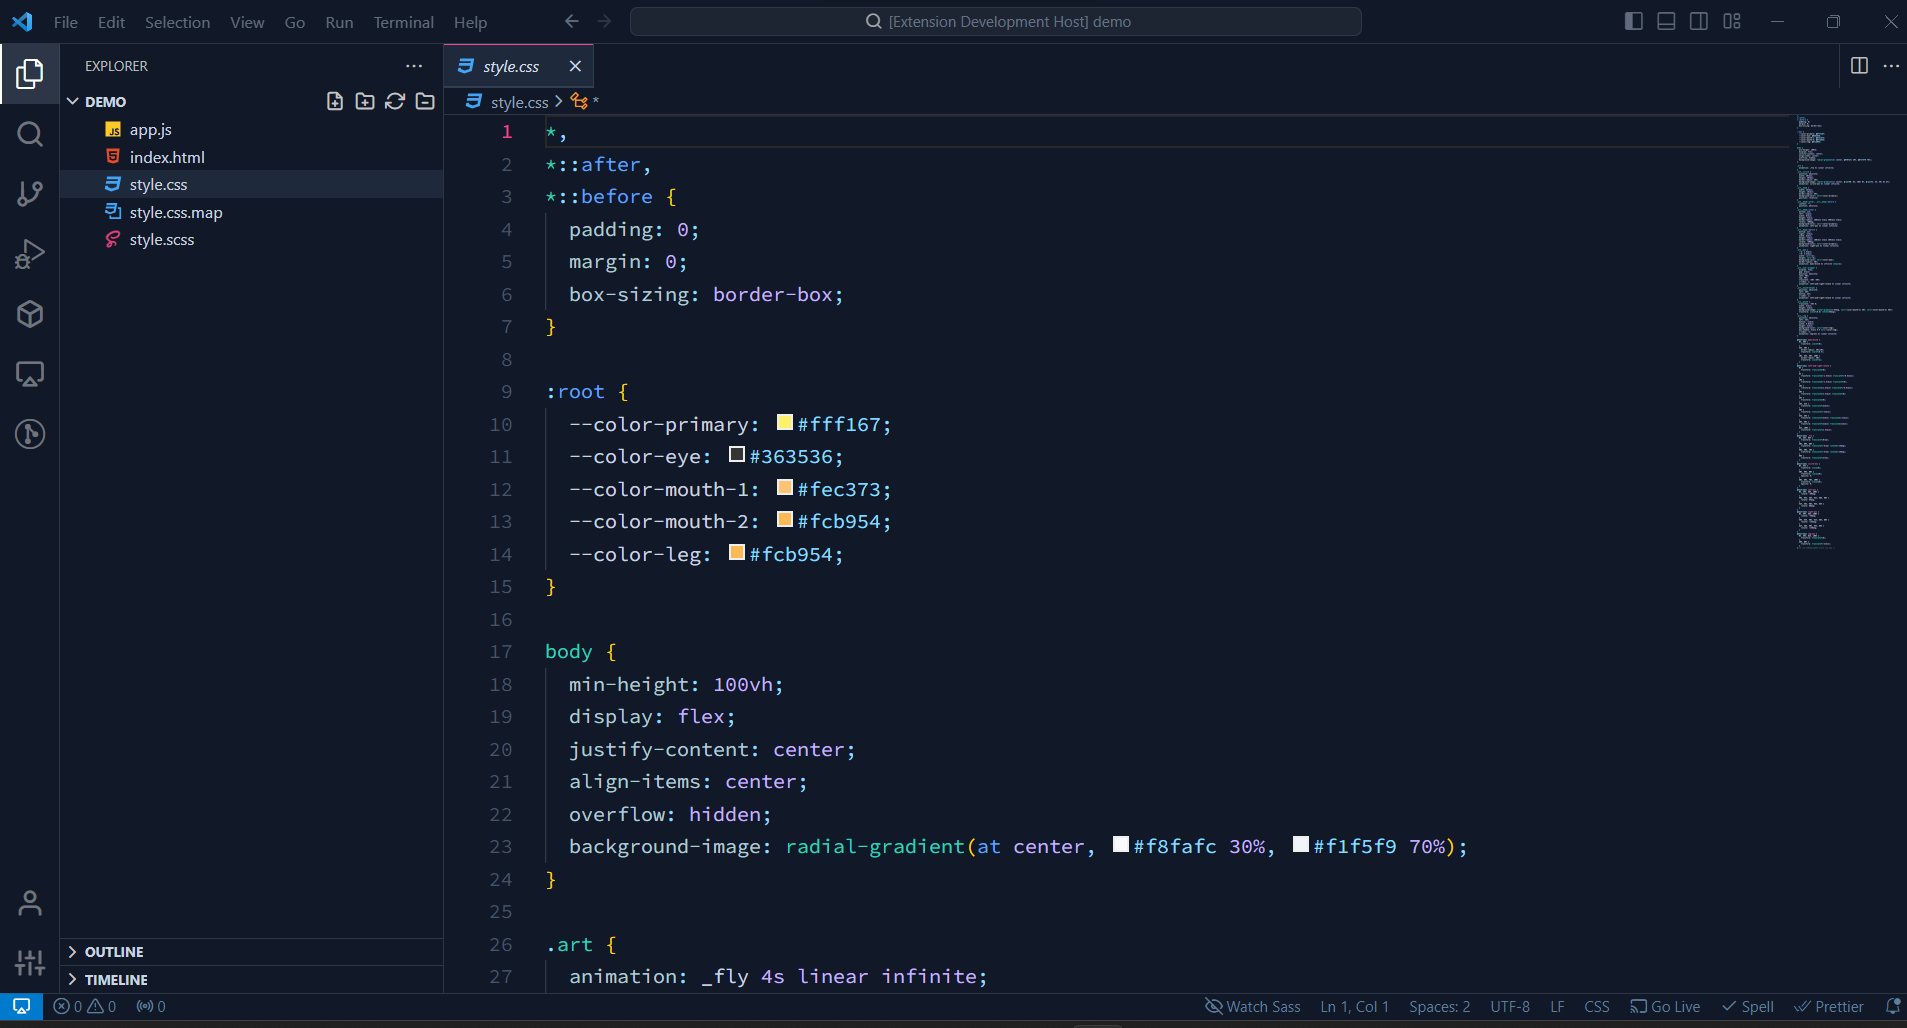 File Edit Selection View Go Run Terminal Help
[Extension Development Host] demo
EXPLORER
DEMO
JS app.js
index.html
style.css
style.css.map
style.scss
OUTLINE
TIMELINE
style.css
style.css > *
1 *,
2 *::after,
3 *::before {
4 padding: 0;
5 margin: 0;
6 box-sizing: border-box;
7 }
8
9 :root {
10 --color-primary: #fff167;
11 --color-eye: #363536;
12 --color-mouth-1: #fec373;
13 --color-mouth-2: #fcb954;
14 --color-leg: #fcb954;
15 }
16
17 body {
18 min-height: 100vh;
19 display: flex;
20 justify-content: center;
21 align-items: center;
22 overflow: hidden;
23 background-image: radial-gradient(at center, #f8fafc 30%, #f1f5f9 70%);
24 }
25
26 .art {
27 animation: _fly 4s linear infinite;
0 0 0 Watch Sass Ln 1, Col 1 Spaces: 2 UTF-8 LF CSS Go Live Spell Prettier